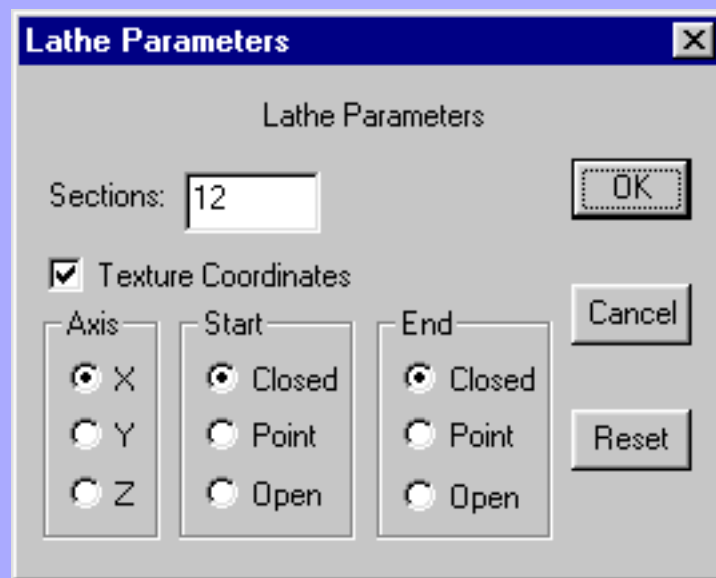 Lathe Parameters
Lathe Parameters
Sections: 12
OK
Texture Coordinates
Cancel
Axis Start End
X Closed Closed
Y Point Point
Reset
Z Open Open